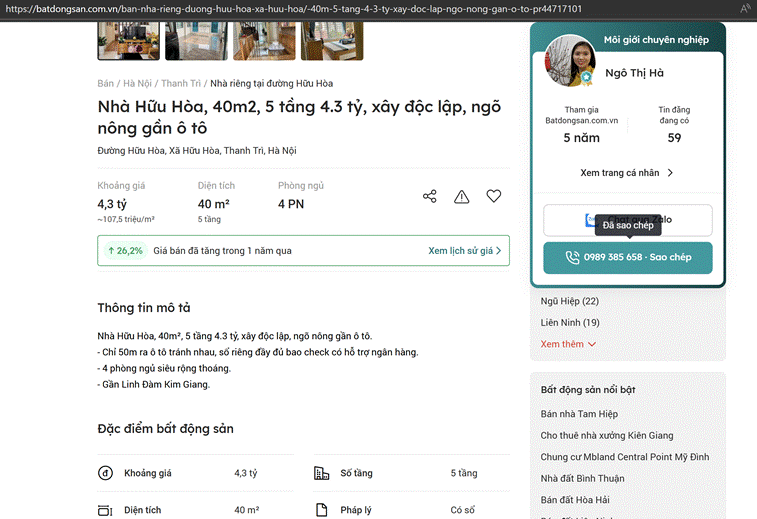 https://batdongsan.com.vn/ban-nha-rieng-duong-huu-hoa-xa-huu-hoa/-40m-5-tang-4-3-ty-xay-doc-lap-ngo-nong-gan-o-to-pr44717101
Bán / Hà Nội / Thanh Trì / Nhà riêng tại đường Hữu Hòa
Nhà Hữu Hòa, 40m2, 5 tầng 4.3 tỷ, xây độc lập, ngõ
nông gần ô tô
Đường Hữu Hòa, Xã Hữu Hòa, Thanh Trì, Hà Nội
Khoảng giá
Diện tích
Phòng ngủ
4,3 tỷ
40 m²
4 PN
~107,5 triệu/m²
5 tầng
26,2%
Giá bán đã tăng trong 1 năm qua
Xem lịch sử giá
Thông tin mô tả
Nhà Hữu Hòa, 40m², 5 tầng 4.3 tỷ, xây độc lập, ngõ nông gần ô tô.
- Chỉ 50m ra ô tô tránh nhau, sổ riêng đầy đủ bao check có hỗ trợ ngân hàng.
- 4 phòng ngủ siêu rộng thoáng.
- Gần Linh Đàm Kim Giang.
Đặc điểm bất động sản
Khoảng giá
4,3 tỷ
Số tầng
5 tầng
Diện tích
40 m²
Pháp lý
Có sổ
Môi giới chuyên nghiệp
Ngô Thị Hà
Tham gia
Batdongsan.com.vn
5 năm
Tin đăng
đang có
59
Xem trang cá nhân
Chat qua Zalo
Đã sao chép
0989 385 658 · Sao chép
Ngũ Hiệp (22)
Liên Ninh (19)
Xem thêm
Bất động sản nổi bật
Bán nhà Tam Hiệp
Cho thuê nhà xưởng Kiên Giang
Chung cư Mbland Central Point Mỹ Đình
Nhà đất Bình Thuận
Bán đất Hòa Hải